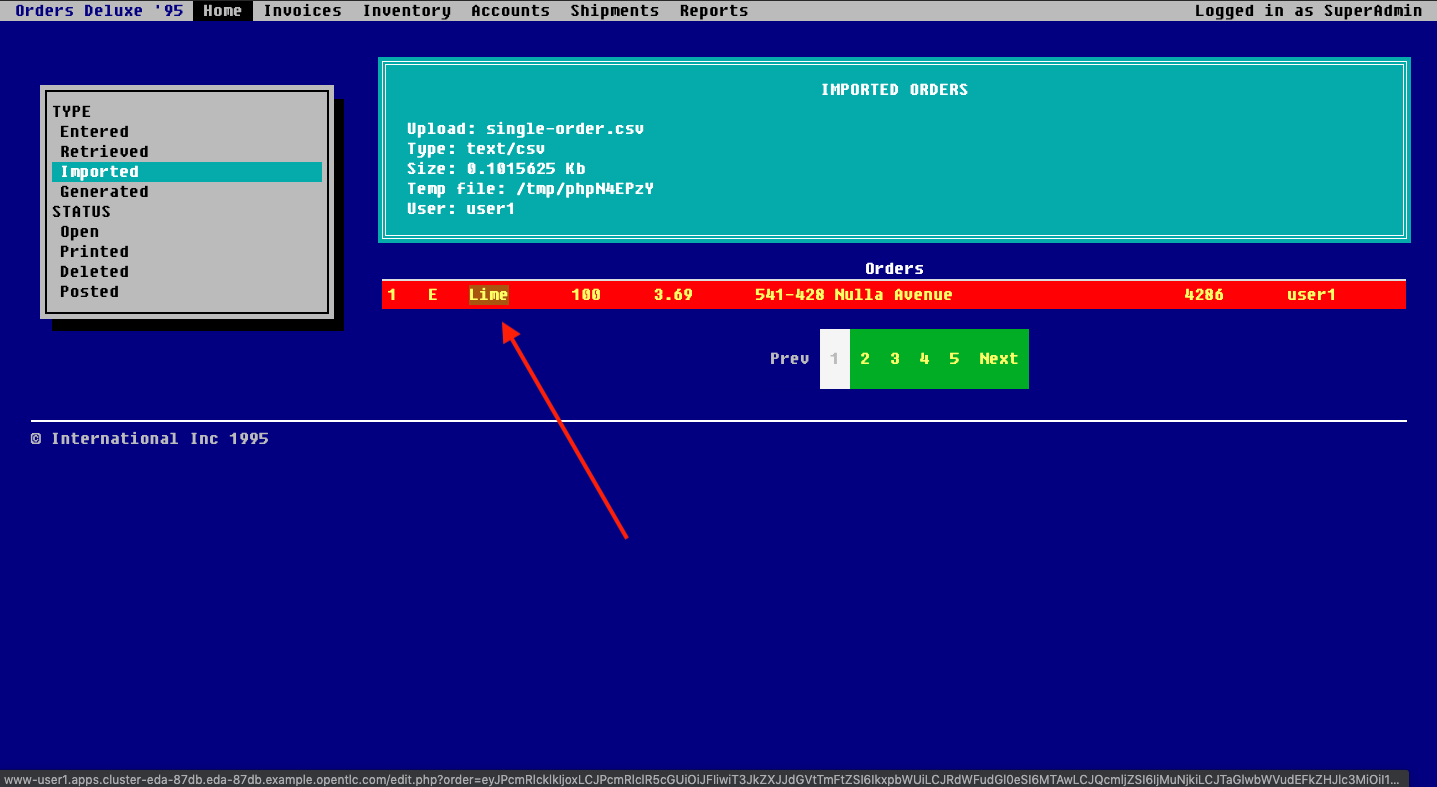 Orders Deluxe '95 Home Invoices Inventory Accounts Shipments Reports Logged in as SuperAdmin
TYPE
Entered
Retrieved
Imported
Generated
STATUS
Open
Printed
Deleted
Posted
IMPORTED ORDERS
Upload: single-order.csv
Type: text/csv
Size: 0.1015625 Kb
Temp file: /tmp/phpN4EPzY
User: user1
Orders
1 E Lime 100 3.69 541-428 Nulla Avenue 4286 user1
Prev 1 2 3 4 5 Next
© International Inc 1995
www-user1.apps.cluster-eda-87db.eda-87db.example.opentlc.com/edit.php?order=eyJPcmRlcklkIjoxLCJPcmRlclR5cGUiOiJFIiwiT3JkZXJJdGVtTmFtZSI6IkxpbWUiLCJRdWFudGl0eSI6MTAwLCJQcmljZSI6IjMuNjkiLCJTaGlwbWVudEFkZHJlc3MiOiI1...